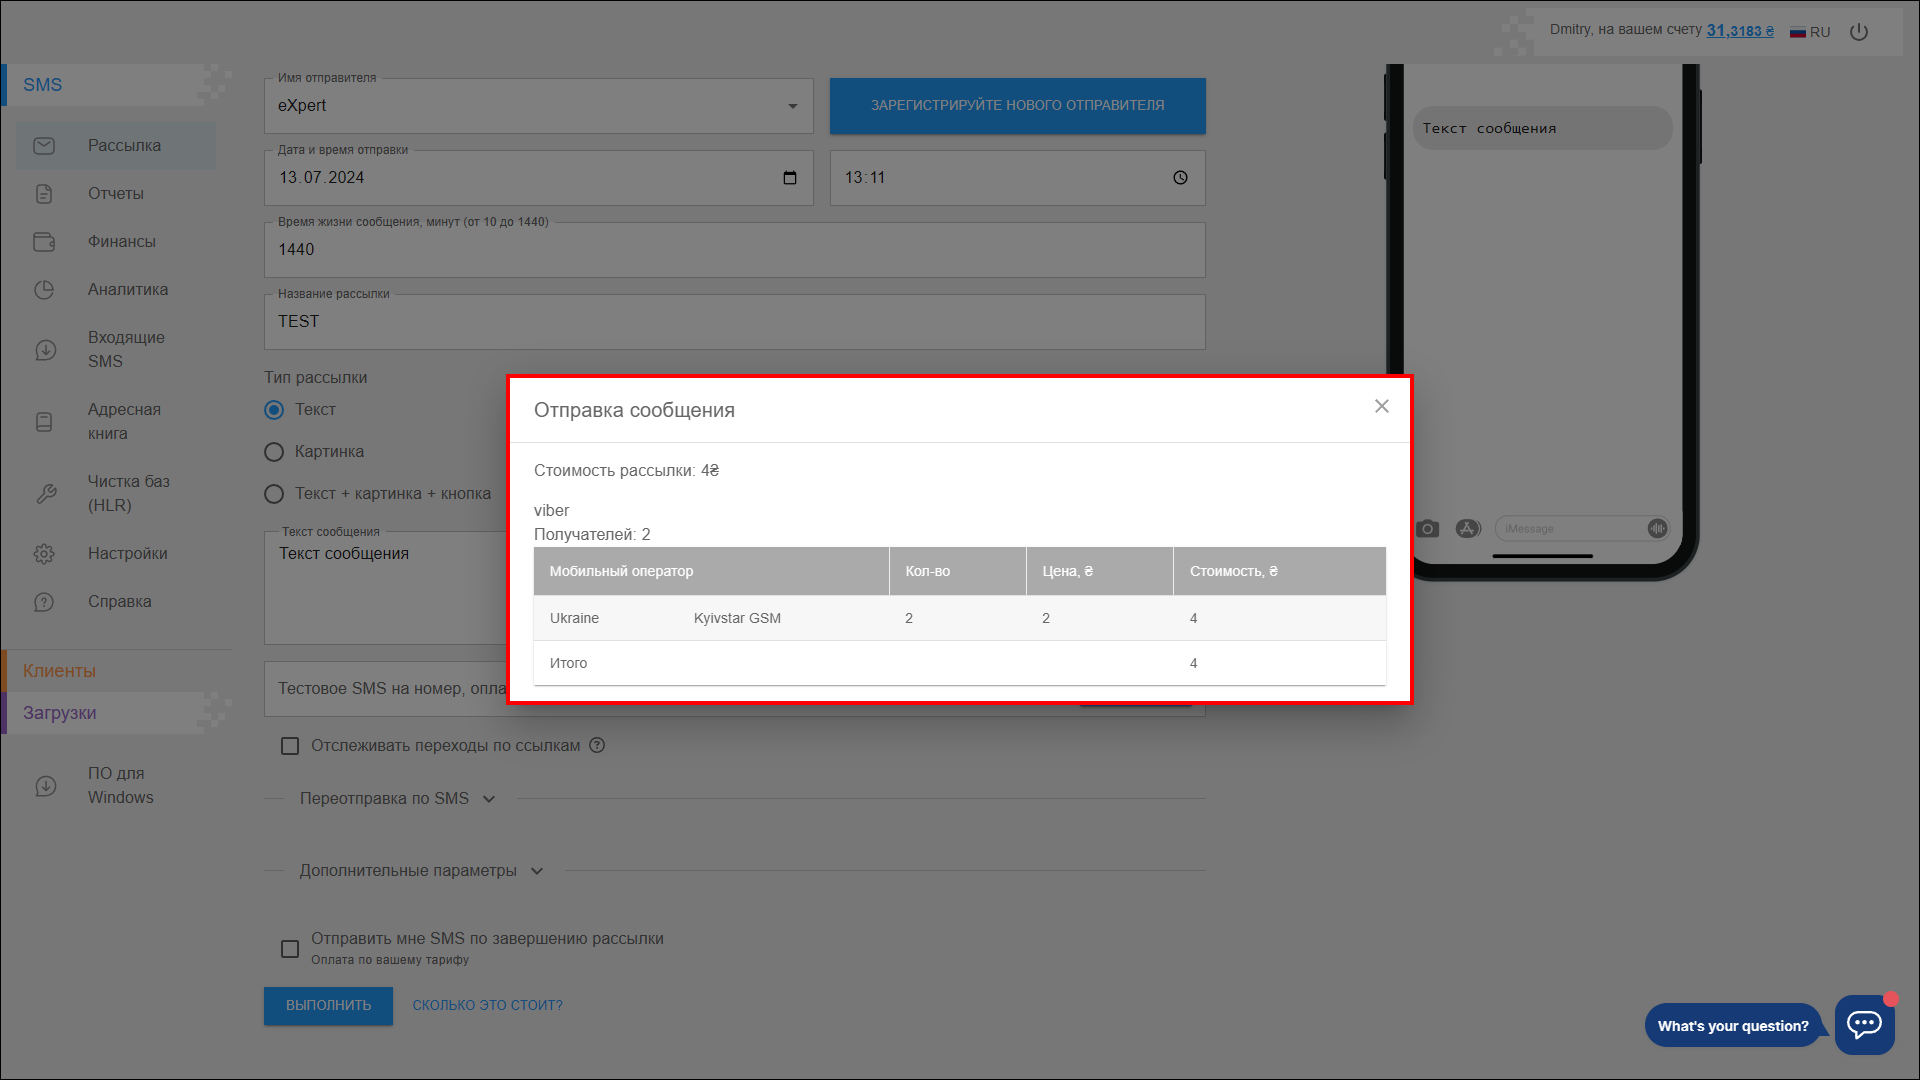 Dmitry, на вашем счету 31,3183 ₴
RU
SMS
Рассылка
Отчеты
Финансы
Аналитика
Входящие
SMS
Адресная
книга
Чистка баз
(HLR)
Настройки
Справка
Клиенты
Загрузки
ПО для
Windows
Имя отправителя
eXpert
ЗАРЕГИСТРИРУЙТЕ НОВОГО ОТПРАВИТЕЛЯ
Дата и время отправки
13.07.2024
13:11
Время жизни сообщения, минут (от 10 до 1440)
1440
Название рассылки
TEST
Тип рассылки
Текст
Картинка
Текст + картинка + кнопка
Текст сообщения
Текст сообщения
Тестовое SMS на номер, опла
Отслеживать переходы по ссылкам
Переотправка по SMS
Дополнительные параметры
Отправить мне SMS по завершению рассылки
Оплата по вашему тарифу
ВЫПОЛНИТЬ
СКОЛЬКО ЭТО СТОИТ?
Отправка сообщения
Стоимость рассылки: 4₴
viber
Получателей: 2
Мобильный оператор Кол-во Цена, ₴ Стоимость, ₴
Ukraine Kyivstar GSM 2 2 4
Итого 4
Текст сообщения
iMessage
What's your question?